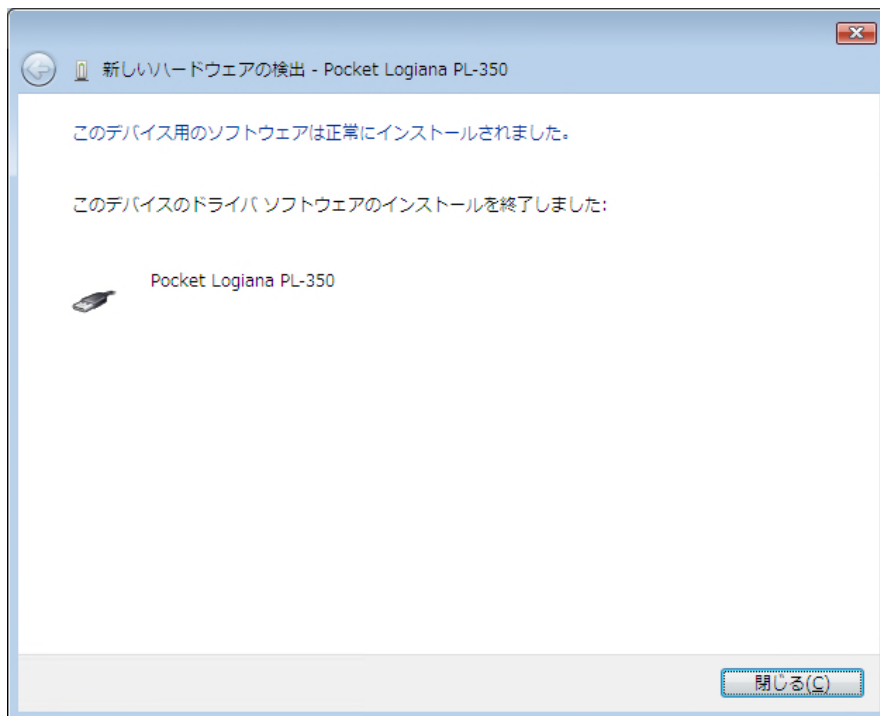 新しいハードウェアの検出 - Pocket Logiana PL-350
このデバイス用のソフトウェアは正常にインストールされました。
このデバイスのドライバ ソフトウェアのインストールを終了しました:
Pocket Logiana PL-350
閉じる(C)